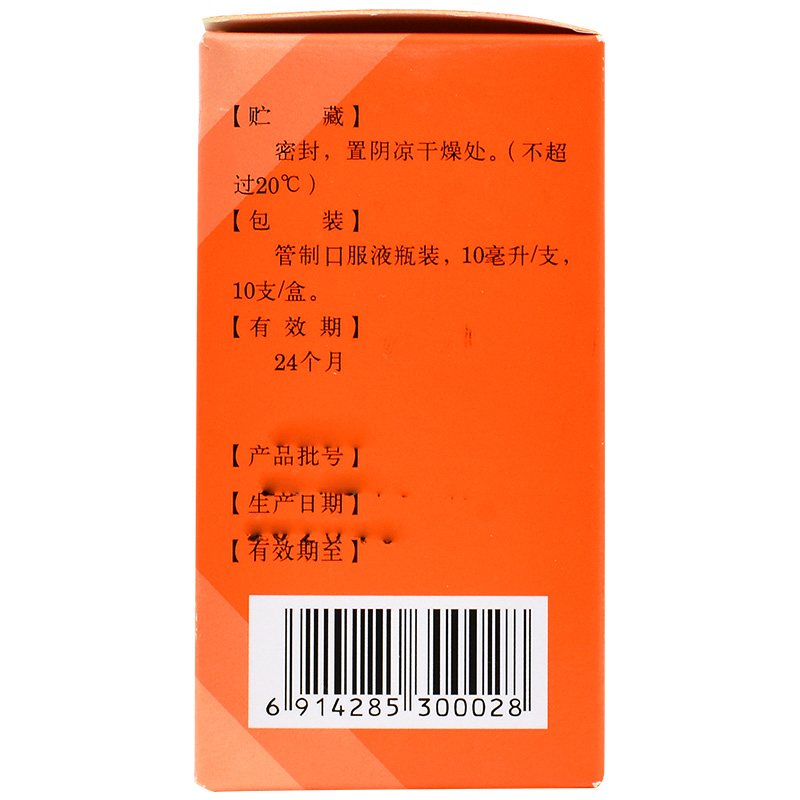 【贮　　藏】
密封，置阴凉干燥处。（不超
过20℃）
【包　　装】
管制口服液瓶装，10毫升/支，
10支/盒。
【有 效 期】
24个月
【产品批号】
【生产日期】
【有效期至】
6 914285 300028